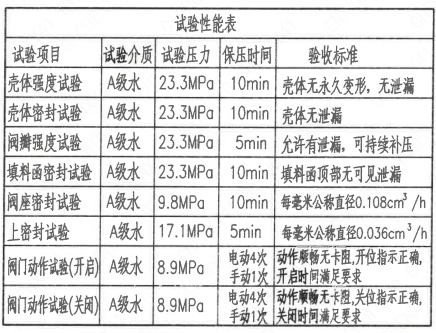 试验性能表
试验项目 试验介质 试验压力 保压时间 验收标准
壳体强度试验 A级水 23.3MPa 10min 壳体无永久变形，无泄漏
壳体密封试验 A级水 23.3MPa 10min 壳体无泄漏
阀瓣强度试验 A级水 23.3MPa 5min 允许有泄漏，可持续补压
填料函密封试验 A级水 23.3MPa 10min 填料函顶部无可见泄漏
阀座密封试验 A级水 9.8MPa 10min 每毫米公称直径0.108cm³/h
上密封试验 A级水 17.1MPa 5min 每毫米公称直径0.036cm³/h
阀门动作试验(开启) A级水 8.9MPa 电动4次 动作顺畅无卡阻,开位指示正确,
手动1次 开启时间满足要求
阀门动作试验(关闭) A级水 8.9MPa 电动4次 动作顺畅无卡阻,关位指示正确,
手动1次 关闭时间满足要求